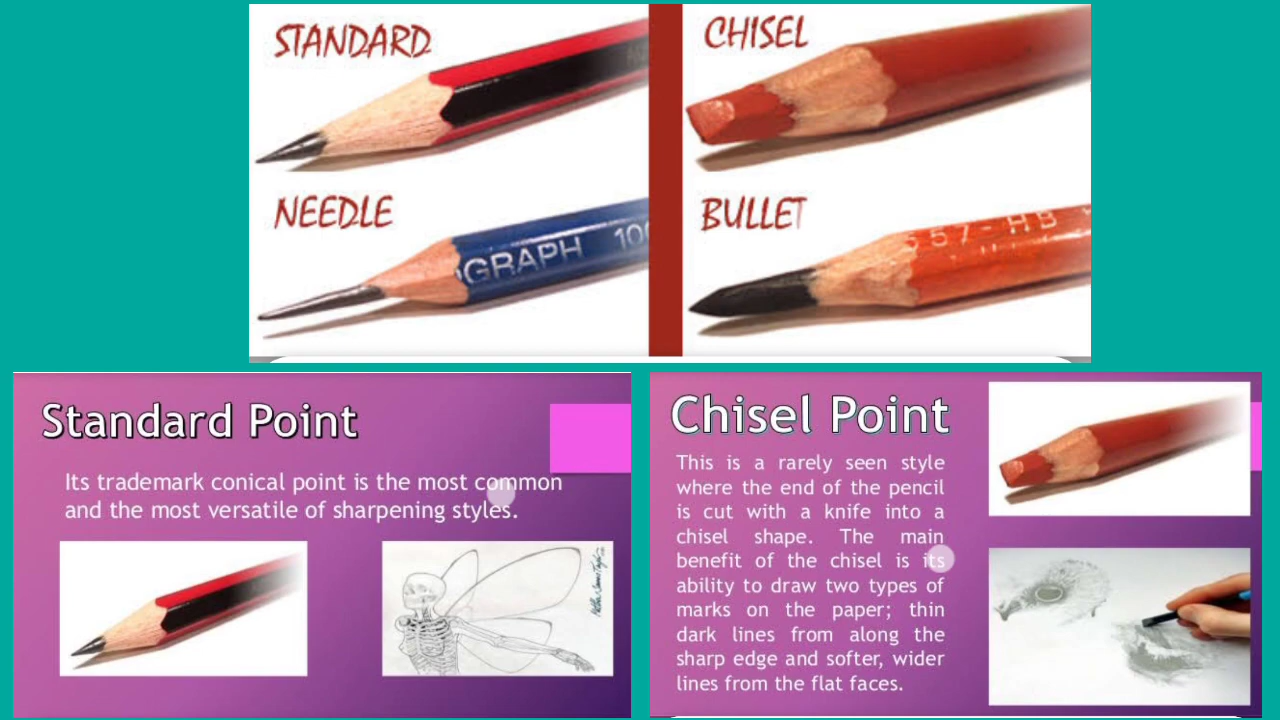 STANDARD
CHISEL
NEEDLE
GRAPH 100
BULLET
557-HB
Standard Point
Its trademark conical point is the most common
and the most versatile of sharpening styles.
Chisel Point
This is a rarely seen style
where the end of the pencil
is cut with a knife into a
chisel shape. The main
benefit of the chisel is its
ability to draw two types of
marks on the paper; thin
dark lines from along the
sharp edge and softer, wider
lines from the flat faces.